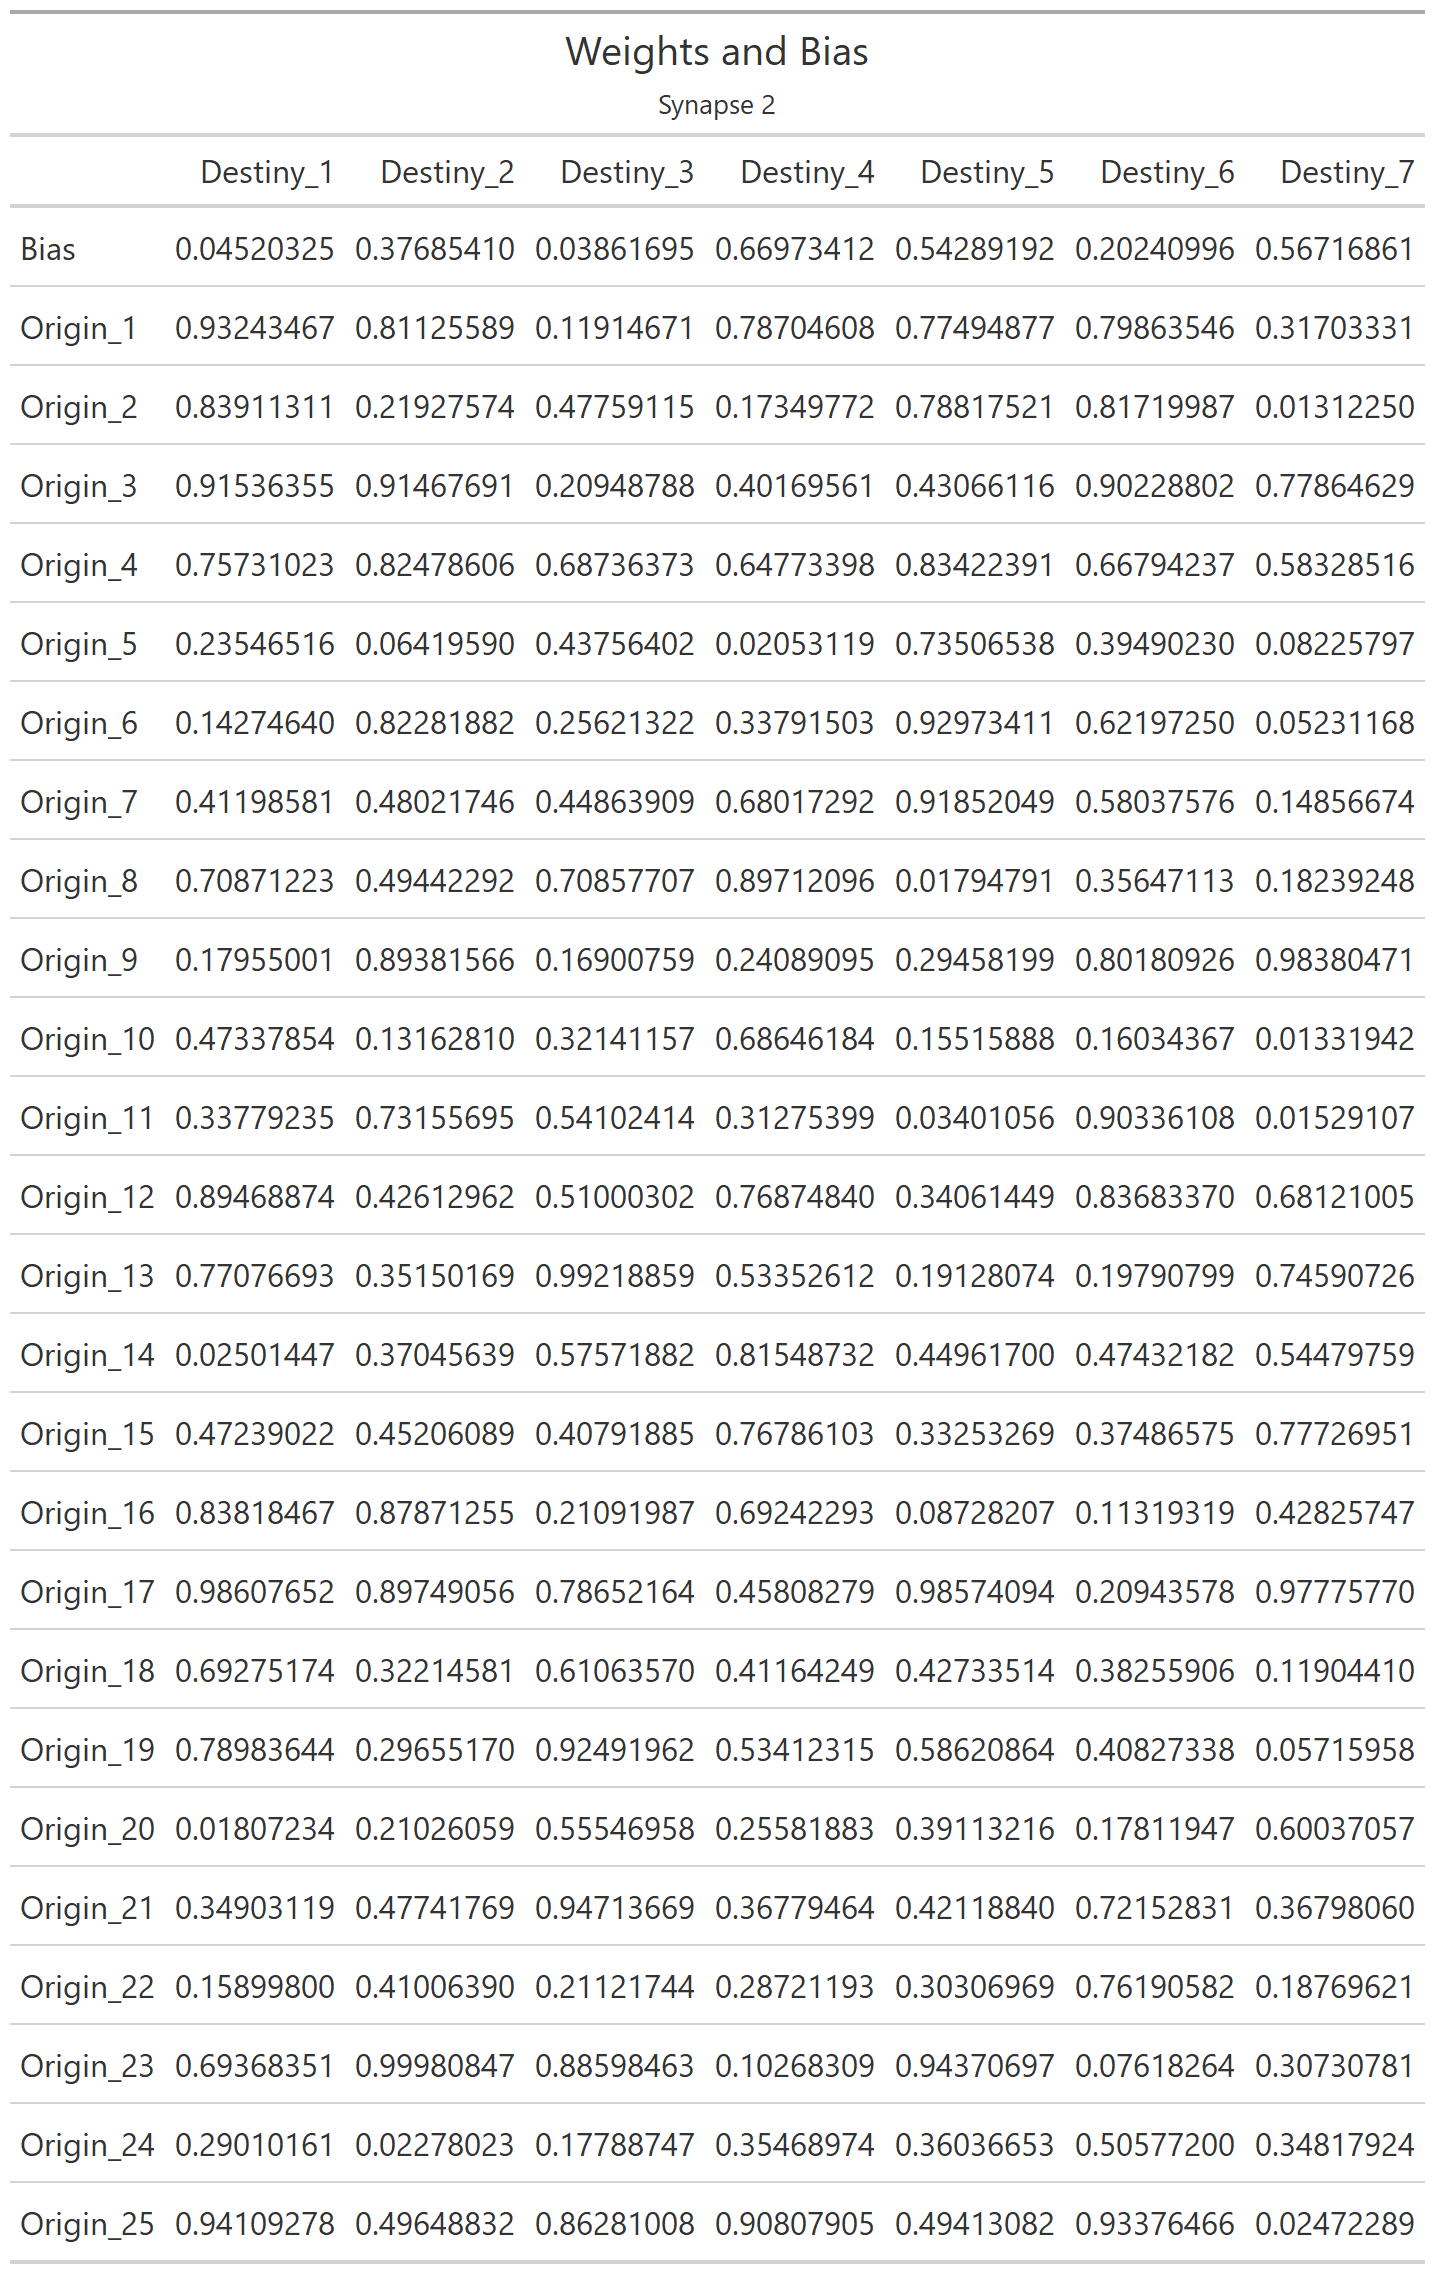 Weights and Bias
Synapse 2
Destiny_1 Destiny_2 Destiny_3 Destiny_4 Destiny_5 Destiny_6 Destiny_7
Bias 0.04520325 0.37685410 0.03861695 0.66973412 0.54289192 0.20240996 0.56716861
Origin_1 0.93243467 0.81125589 0.11914671 0.78704608 0.77494877 0.79863546 0.31703331
Origin_2 0.83911311 0.21927574 0.47759115 0.17349772 0.78817521 0.81719987 0.01312250
Origin_3 0.91536355 0.91467691 0.20948788 0.40169561 0.43066116 0.90228802 0.77864629
Origin_4 0.75731023 0.82478606 0.68736373 0.64773398 0.83422391 0.66794237 0.58328516
Origin_5 0.23546516 0.06419590 0.43756402 0.02053119 0.73506538 0.39490230 0.08225797
Origin_6 0.14274640 0.82281882 0.25621322 0.33791503 0.92973411 0.62197250 0.05231168
Origin_7 0.41198581 0.48021746 0.44863909 0.68017292 0.91852049 0.58037576 0.14856674
Origin_8 0.70871223 0.49442292 0.70857707 0.89712096 0.01794791 0.35647113 0.18239248
Origin_9 0.17955001 0.89381566 0.16900759 0.24089095 0.29458199 0.80180926 0.98380471
Origin_10 0.47337854 0.13162810 0.32141157 0.68646184 0.15515888 0.16034367 0.01331942
Origin_11 0.33779235 0.73155695 0.54102414 0.31275399 0.03401056 0.90336108 0.01529107
Origin_12 0.89468874 0.42612962 0.51000302 0.76874840 0.34061449 0.83683370 0.68121005
Origin_13 0.77076693 0.35150169 0.99218859 0.53352612 0.19128074 0.19790799 0.74590726
Origin_14 0.02501447 0.37045639 0.57571882 0.81548732 0.44961700 0.47432182 0.54479759
Origin_15 0.47239022 0.45206089 0.40791885 0.76786103 0.33253269 0.37486575 0.77726951
Origin_16 0.83818467 0.87871255 0.21091987 0.69242293 0.08728207 0.11319319 0.42825747
Origin_17 0.98607652 0.89749056 0.78652164 0.45808279 0.98574094 0.20943578 0.97775770
Origin_18 0.69275174 0.32214581 0.61063570 0.41164249 0.42733514 0.38255906 0.11904410
Origin_19 0.78983644 0.29655170 0.92491962 0.53412315 0.58620864 0.40827338 0.05715958
Origin_20 0.01807234 0.21026059 0.55546958 0.25581883 0.39113216 0.17811947 0.60037057
Origin_21 0.34903119 0.47741769 0.94713669 0.36779464 0.42118840 0.72152831 0.36798060
Origin_22 0.15899800 0.41006390 0.21121744 0.28721193 0.30306969 0.76190582 0.18769621
Origin_23 0.69368351 0.99980847 0.88598463 0.10268309 0.94370697 0.07618264 0.30730781
Origin_24 0.29010161 0.02278023 0.17788747 0.35468974 0.36036653 0.50577200 0.34817924
Origin_25 0.94109278 0.49648832 0.86281008 0.90807905 0.49413082 0.93376466 0.02472289